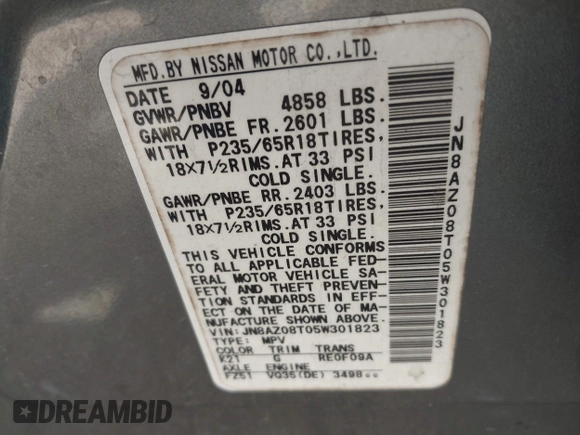 MFD.BY NISSAN MOTOR CO.,LTD.
DATE 9/04
GVWR/PNBV 4858 LBS.
GAWR/PNBE FR. 2601 LBS.
WITH P235/65R18TIRES,
18X7½RIMS.AT 33 PSI
COLD SINGLE.
GAWR/PNBE RR. 2403 LBS.
WITH P235/65R18TIRES,
18X7½RIMS.AT 33 PSI
COLD SINGLE.
THIS VEHICLE CONFORMS
TO ALL APPLICABLE FED-
ERAL MOTOR VEHICLE SA-
FETY AND THEFT PREVEN-
TION STANDARDS IN EFF-
ECT ON THE DATE OF MA-
NUFACTURE SHOWN ABOVE.
VIN: JN8AZ08T05W301823
TYPE: MPV
COLOR TRIM TRANS
K21 G RE0F09A
AXLE ENGINE
FZ51 VQ35(DE) 3498cc
JN8AZ08T05W301823
DREAMBID